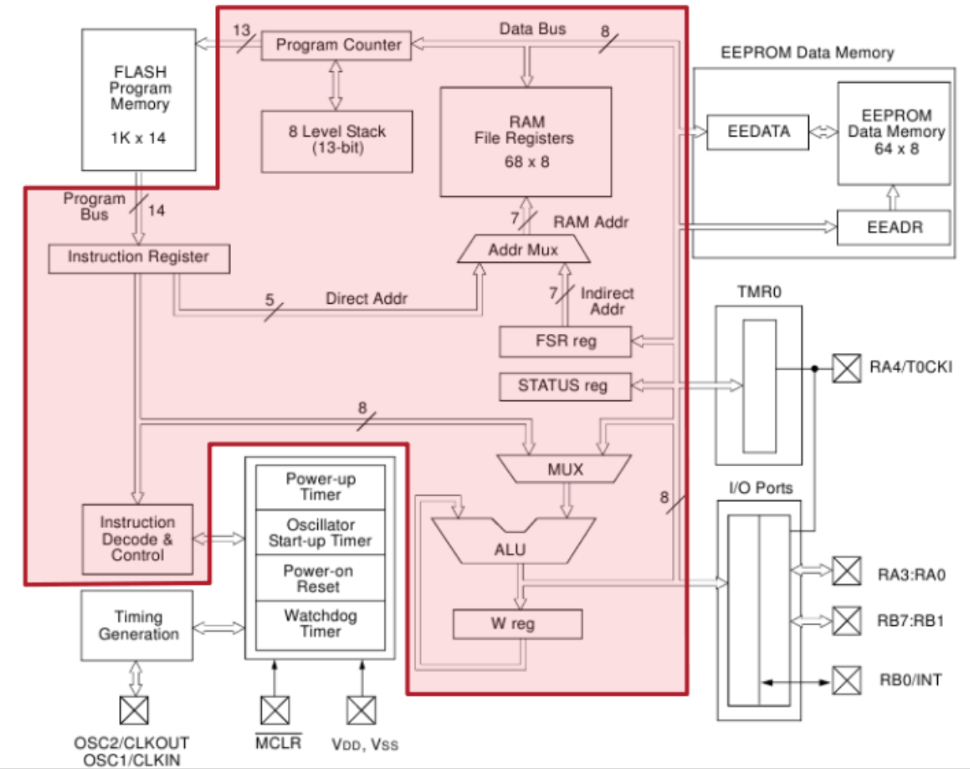 13
Program Counter
Data Bus
8
FLASH
Program
Memory
1K x 14
8 Level Stack
(13-bit)
RAM
File Registers
68 x 8
EEPROM Data Memory
EEDATA
EEPROM
Data Memory
64 x 8
EEADR
Program
Bus
14
Instruction Register
7
RAM Addr
Addr Mux
5
Direct Addr
7
Indirect
Addr
FSR reg
STATUS reg
TMR0
RA4/T0CKI
8
MUX
8
I/O Ports
Power-up
Timer
Oscillator
Start-up Timer
Power-on
Reset
Watchdog
Timer
Instruction
Decode &
Control
ALU
W reg
RA3:RA0
RB7:RB1
RB0/INT
Timing
Generation
OSC2/CLKOUT
OSC1/CLKIN
MCLR
VDD, VSS